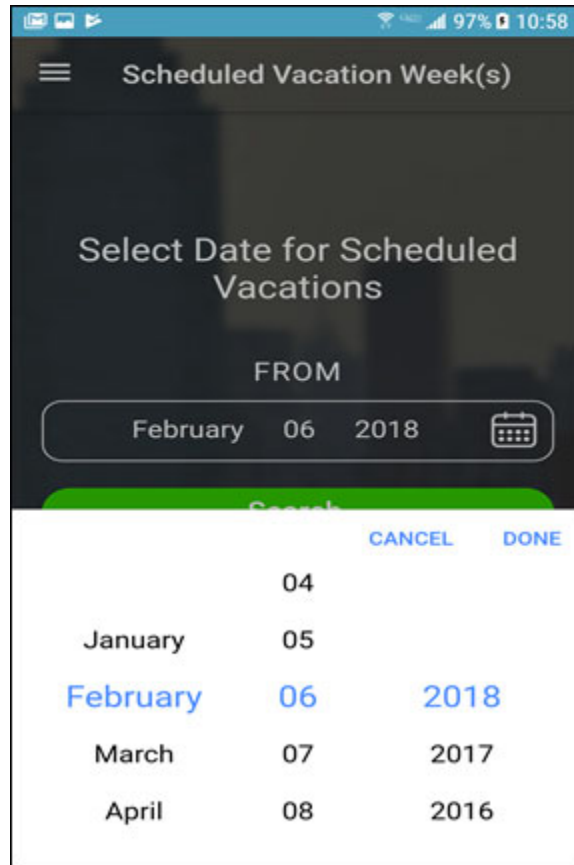 97% 10:58
Scheduled Vacation Week(s)
Select Date for Scheduled
Vacations
FROM
February 06 2018
Search
CANCEL DONE
04
January 05
February 06 2018
March 07 2017
April 08 2016